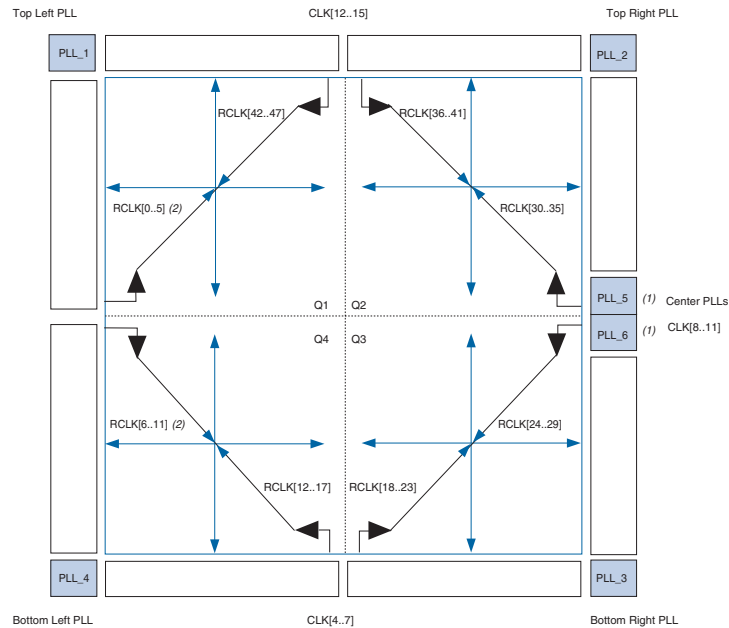 Top Left PLL
CLK[12..15]
Top Right PLL
PLL_1
PLL_2
RCLK[42..47]
RCLK[36..41]
RCLK[0..5] (2)
RCLK[30..35]
Q1
Q2
PLL_5
(1)
Center PLLs
Q4
Q3
PLL_6
(1)
CLK[8..11]
RCLK[6..11] (2)
RCLK[24..29]
RCLK[12..17]
RCLK[18..23]
PLL_4
PLL_3
Bottom Left PLL
CLK[4..7]
Bottom Right PLL